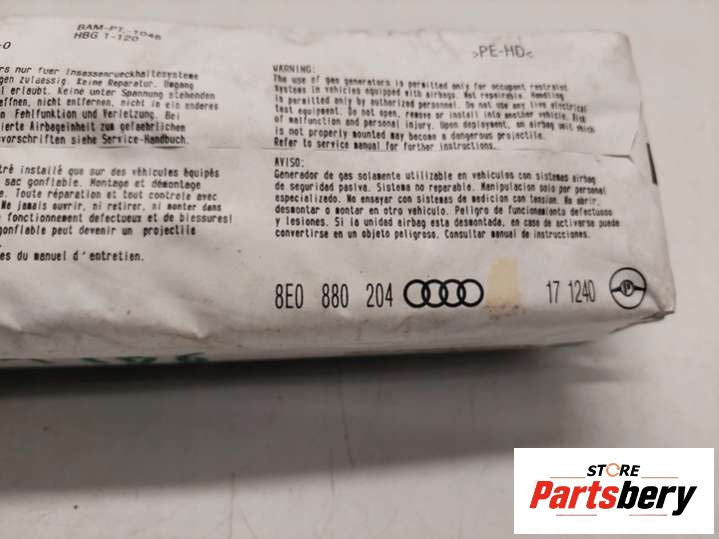 BAM-PT.-1048
HBG 1-120
-0
>PE-HD<
rs nur fuer Insassenrueckhaltesysteme
gen zulaessig. Keine Reparatur. Umgang
l erlaubt. Keine unter Spannung stehenden
effnen, nicht entfernen, nicht in ein anderes
n Fehlfunktion und Verletzung. Bei
ierte Airbageinheit zum gefaehrlichen
vorschriften siehe Service-Handbuch.
WARNING:
The use of gas generators is permitted only for occupant restraint
systems in vehicles equipped with airbags. Not repairable. Handling
is permitted only by authorized personnel. Do not use any live electrical
test equipment. Do not open, remove or install into another vehicle. Risk
of malfunction and personal injury. Upon deployment, an airbag unit which
is not properly mounted may become a dangerous projectile.
Refer to service manual for further instructions.
tré installé que sur des véhicules équipés
sac gonflable. Montage et démontage
e. Toute réparation et tout controle avec
Ne jamais ouvrir, ni retirer, ni monter dans
e fonctionnement defectueux et de blessures!
gonflable peut devenir un projectile
es du manuel d'entretien.
AVISO:
Generador de gas solamente utilizable en vehiculos con sistemas airbag
de seguridad pasiva. Sistema no reparable. Manipulacion solo por personal
especializado. No ensayar con sistemas de medicion con tension. No abrir,
desmontar o montar en otro vehiculo. Peligro de funcionamiento defectuoso
y lesiones. Si la unidad airbag esta desmontada, en caso de activarse puede
convertirse en un objeto peligroso. Consultar manual de instrucciones.
8E0 880 204 17 1240
STORE
Partsbery